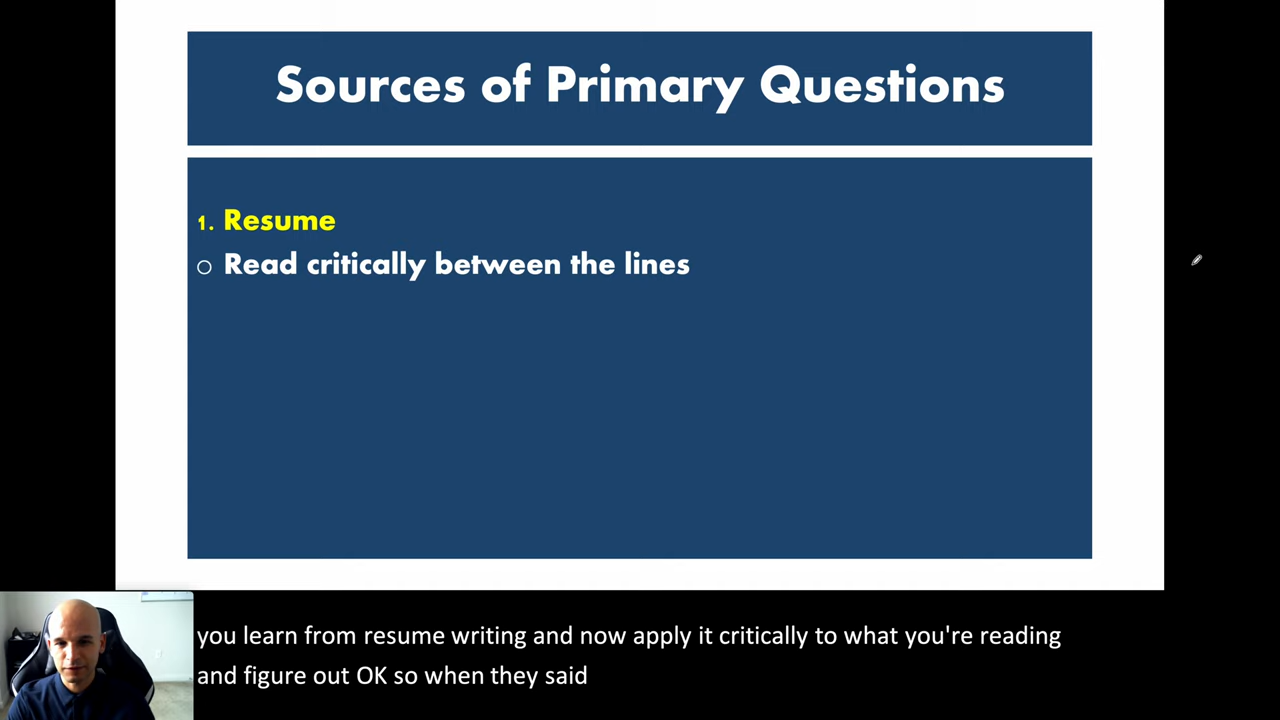 Sources of Primary Questions
1. Resume
o Read critically between the lines
you learn from resume writing and now apply it critically to what you're reading
and figure out OK so when they said